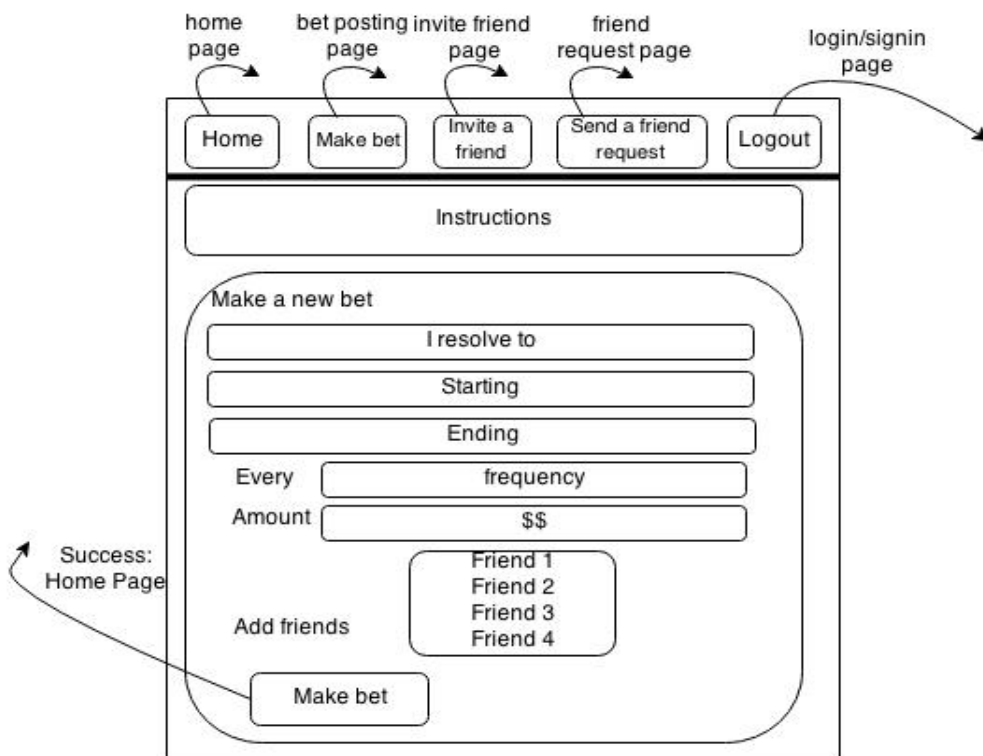 home
page
bet posting
page
invite friend
page
friend
request page
login/signin
page
Home
Make bet
Invite a
friend
Send a friend
request
Logout
Instructions
Make a new bet
I resolve to
Starting
Ending
Every
frequency
Amount
$$
Success:
Home Page
Friend 1
Friend 2
Friend 3
Friend 4
Add friends
Make bet